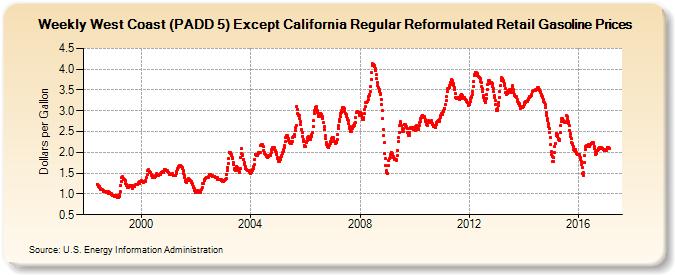 Weekly West Coast (PADD 5) Except California Regular Reformulated Retail Gasoline Prices
Dollars per Gallon
4.5
4.0
3.5
3.0
2.5
2.0
1.5
1.0
0.5
2000 2004 2008 2012 2016
Source: U.S. Energy Information Administration